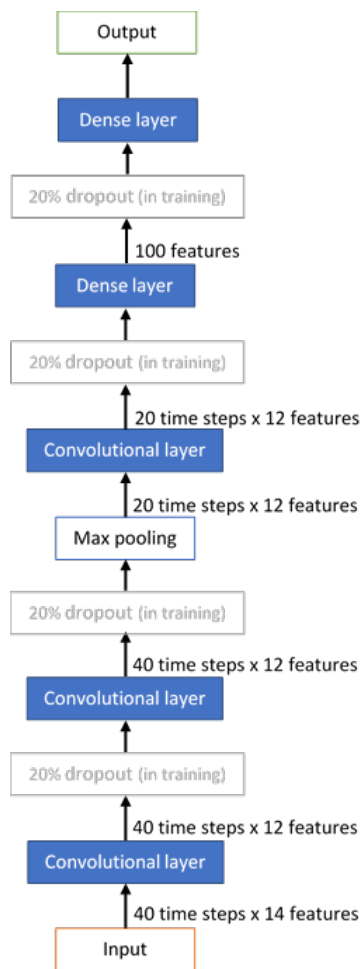 Output
Dense layer
20% dropout (in training)
100 features
Dense layer
20% dropout (in training)
20 time steps x 12 features
Convolutional layer
20 time steps x 12 features
Max pooling
20% dropout (in training)
40 time steps x 12 features
Convolutional layer
20% dropout (in training)
40 time steps x 12 features
Convolutional layer
40 time steps x 14 features
Input